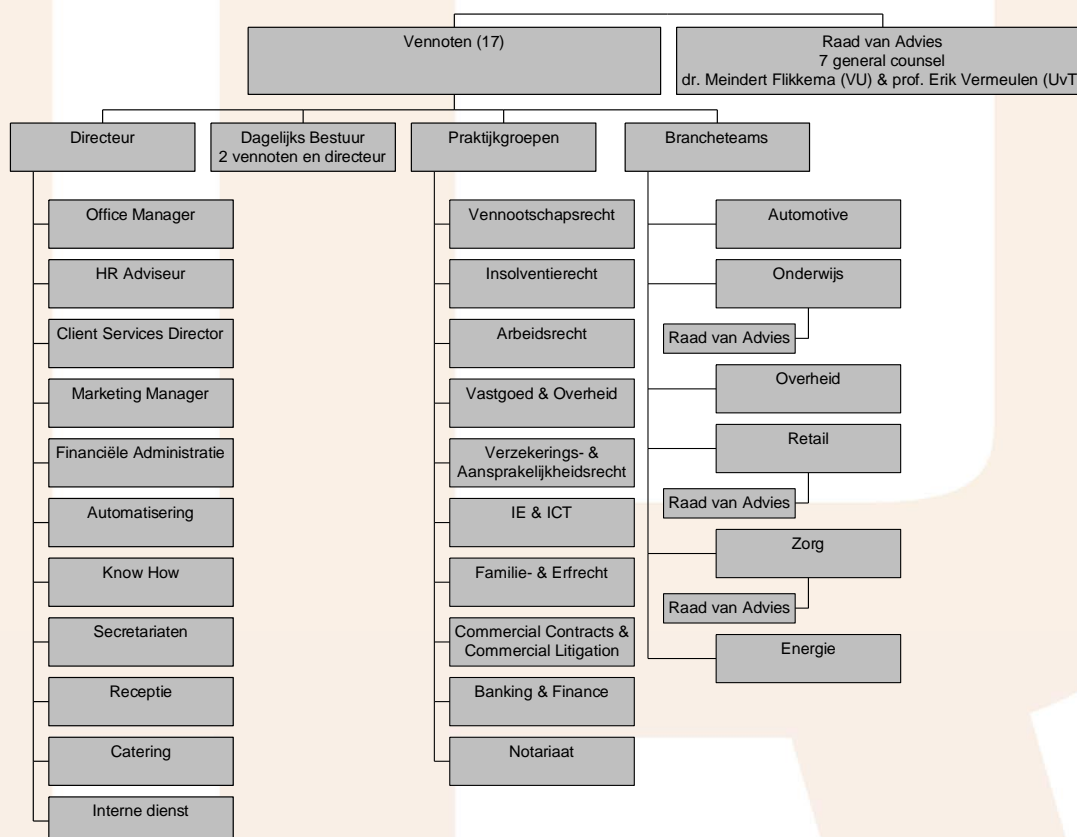 Vennoten (17)
Raad van Advies
7 general counsel
dr. Meindert Flikkema (VU) & prof. Erik Vermeulen (UvT
Directeur
Dagelijks Bestuur
2 vennoten en directeur
Praktijkgroepen
Brancheteams
Office Manager
HR Adviseur
Client Services Director
Marketing Manager
Financiële Administratie
Automatisering
Know How
Secretariaten
Receptie
Catering
Interne dienst
Vennootschapsrecht
Insolventierecht
Arbeidsrecht
Vastgoed & Overheid
Verzekerings- &
Aansprakelijkheidsrecht
IE & ICT
Familie- & Erfrecht
Commercial Contracts &
Commercial Litigation
Banking & Finance
Notariaat
Automotive
Onderwijs
Raad van Advies
Overheid
Retail
Raad van Advies
Zorg
Raad van Advies
Energie